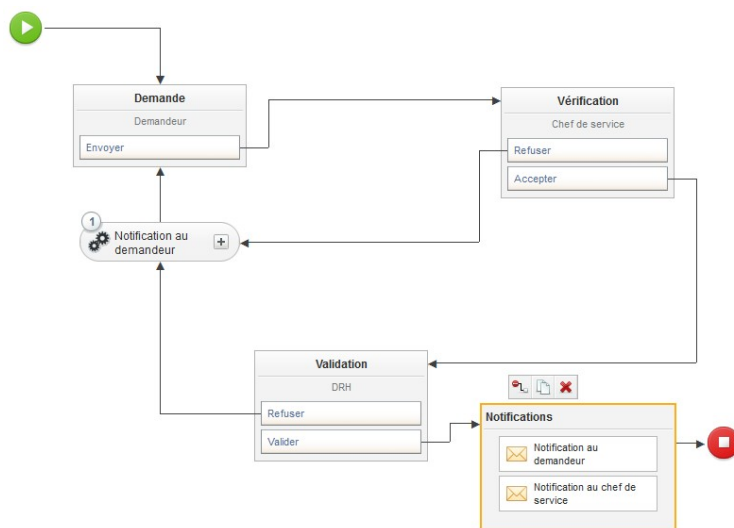 Demande
Demandeur
Envoyer
Vérification
Chef de service
Refuser
Accepter
1
Notification au
demandeur
Validation
DRH
Refuser
Valider
Notifications
Notification au
demandeur
Notification au chef de
service